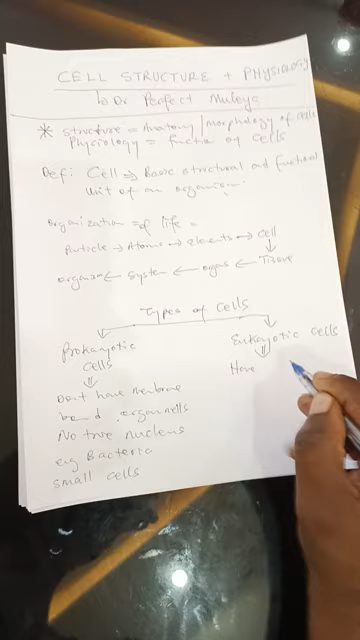 CELL STRUCTURE + PHYSIOLOGY
↳ Dr Perfect Muleya
* Structure = Anatomy/morphology of cells
Physiology = function of cells
Def: Cell → Basic structural and functional
unit of an organism.
Organization of life =
Particle → Atoms → elements → Cell
organism ← System ← organs ← Tissue
Types of cells
Prokaryotic
cells
Eukaryotic cells
Have
Don't have membrane
bound organells
No true nucleus
eg Bacteria
small cells